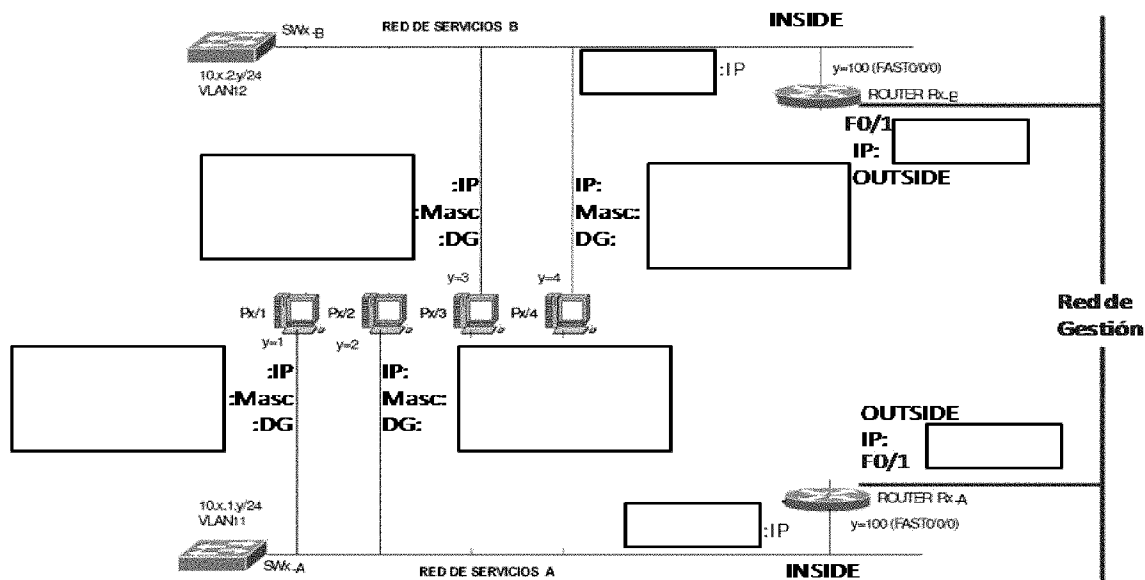 SWx-B
RED DE SERVICIOS B
INSIDE
10.x.2.y/24
VLAN12
:IP
y=100 (FAST0/0/0)
ROUTER Rx-B
F0/1
IP:
OUTSIDE
:IP
:Masc
:DG
IP:
Masc:
DG:
y=3
y=4
Px/1
Px/2
Px/3
Px/4
y=1
y=2
Red de
Gestión
:IP
:Masc
:DG
IP:
Masc:
DG:
OUTSIDE
IP:
F0/1
10.x.1.y/24
VLAN11
ROUTER Rx-A
:IP
y=100 (FAST0/0/0)
SWx-A
RED DE SERVICIOS A
INSIDE